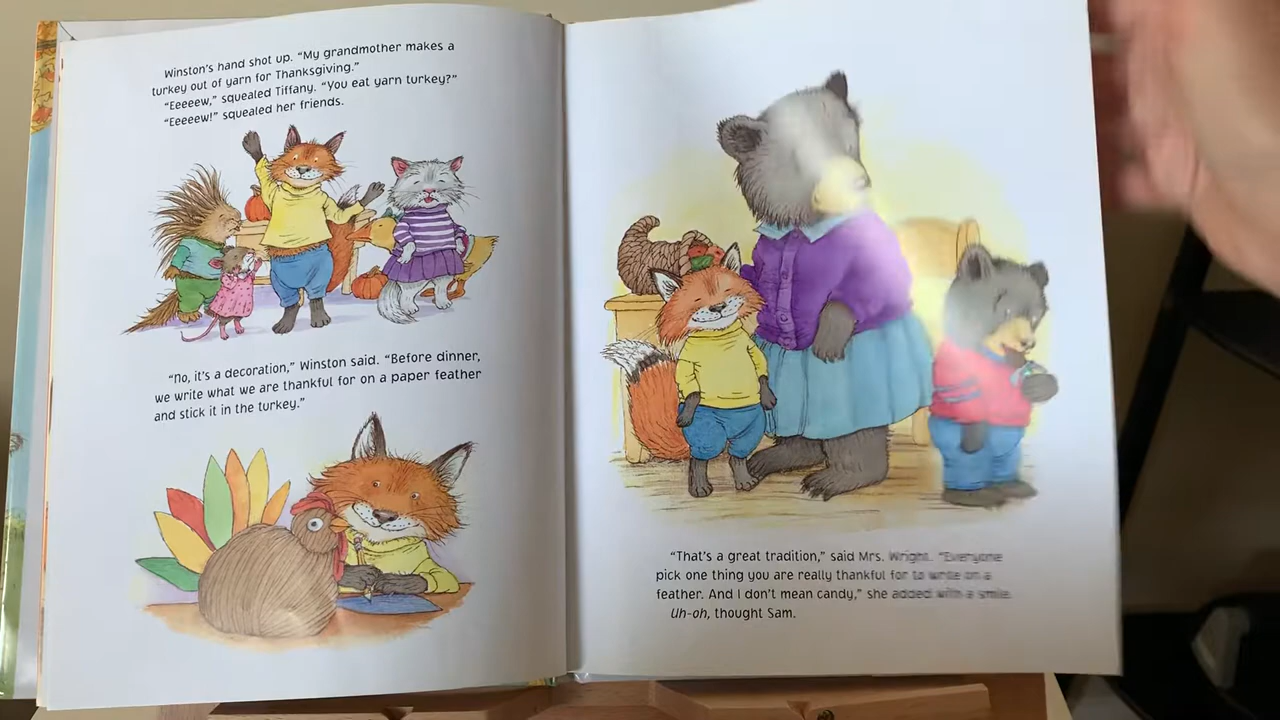 Winston's hand shot up. “My grandmother makes a
turkey out of yarn for Thanksgiving.”
“Eeeeew,” squealed Tiffany. “You eat yarn turkey?”
“Eeeeew!” squealed her friends.
“No, it's a decoration,” Winston said. “Before dinner,
we write what we are thankful for on a paper feather
and stick it in the turkey.”
“That's a great tradition,” said Mrs. Wright. “Everyone
pick one thing you are really thankful for to write on a
feather. And I don't mean candy,” she added with a smile.
Uh-oh, thought Sam.